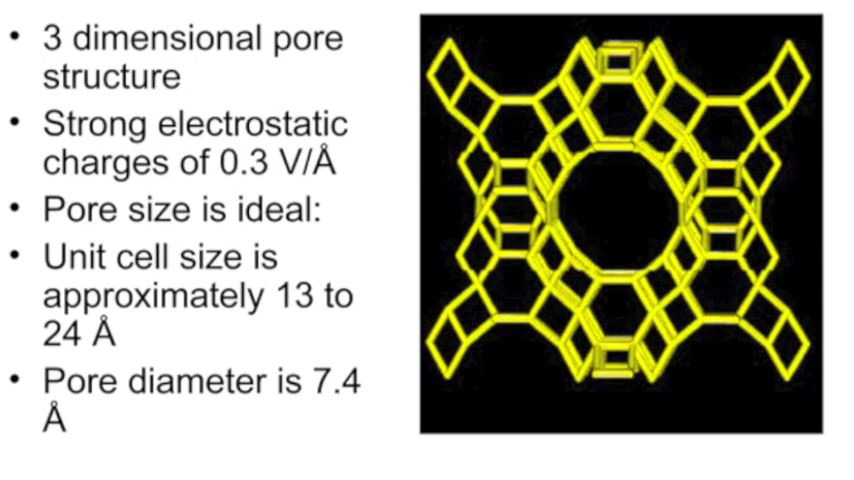 • 3 dimensional pore
structure
• Strong electrostatic
charges of 0.3 V/Å
• Pore size is ideal:
• Unit cell size is
approximately 13 to
24 Å
• Pore diameter is 7.4
Å